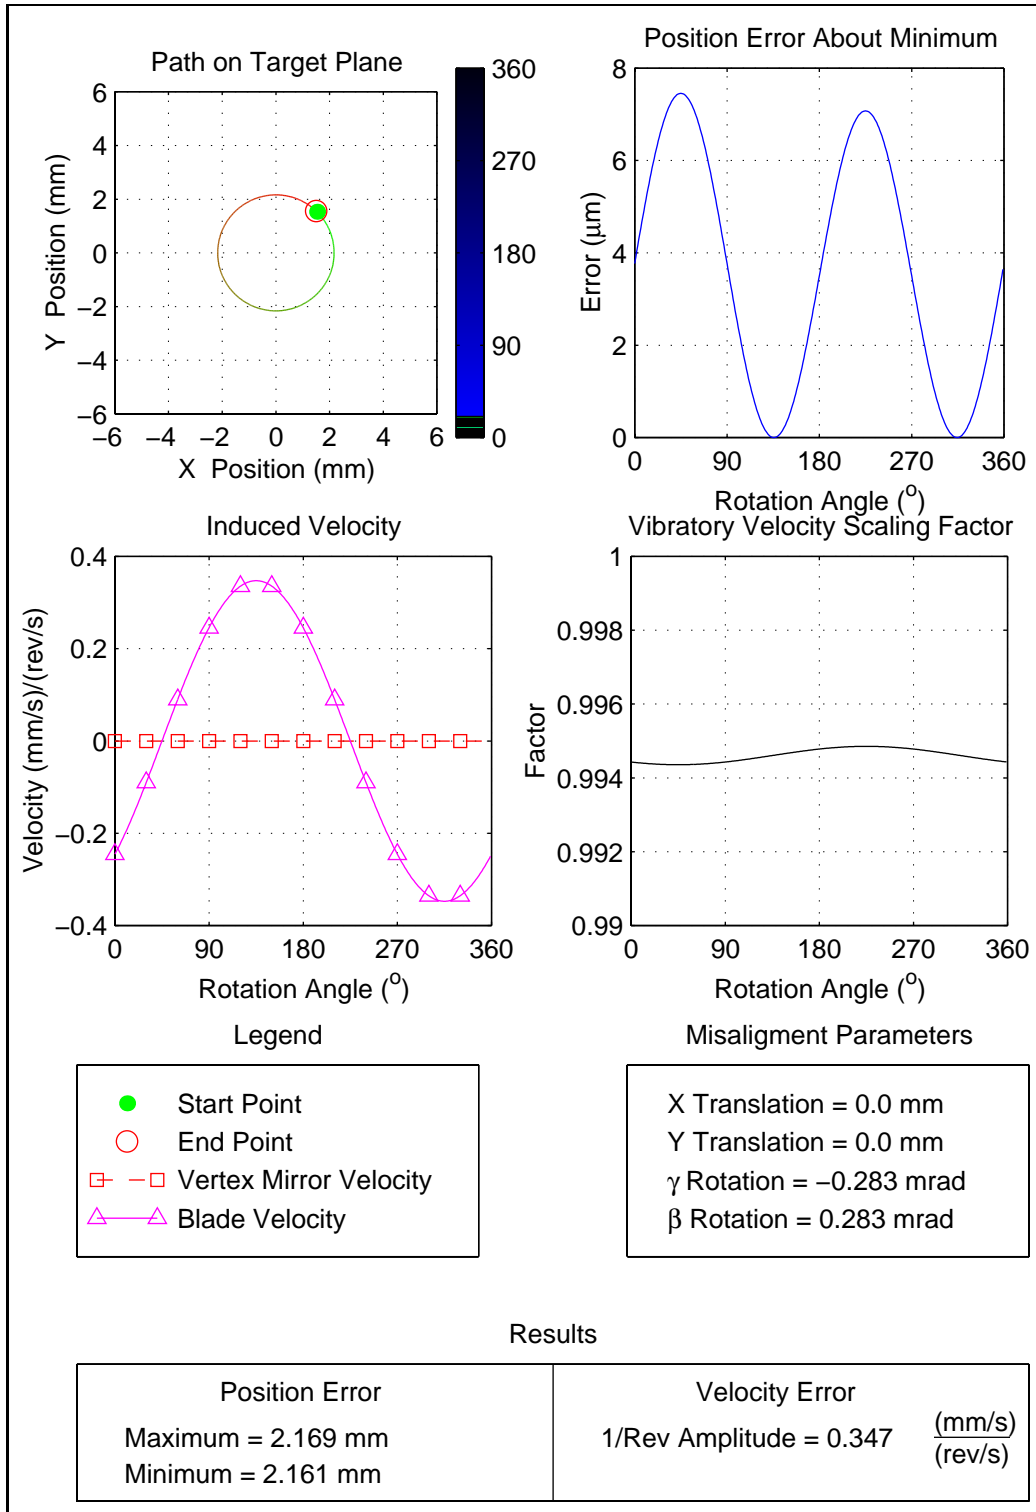 Path on Target Plane
6
4
2
0
−2
−4
−6
−6 −4 −2 0 2 4 6
X Position (mm)
Y Position (mm)
360
270
180
90
0
Position Error About Minimum
8
6
4
2
0
0 90 180 270 360
Error (μm)
Rotation Angle (o)
Induced Velocity
0.4
0.2
0
−0.2
−0.4
0 90 180 270 360
Velocity (mm/s)/(rev/s)
Rotation Angle (o)
Vibratory Velocity Scaling Factor
1
0.998
0.996
0.994
0.992
0.99
0 90 180 270 360
Factor
Rotation Angle (o)
Legend
Start Point
End Point
Vertex Mirror Velocity
Blade Velocity
Misaligment Parameters
X Translation = 0.0 mm
Y Translation = 0.0 mm
γ Rotation = −0.283 mrad
β Rotation = 0.283 mrad
Results
Position Error
Maximum = 2.169 mm
Minimum = 2.161 mm
Velocity Error
1/Rev Amplitude = 0.347 (mm/s)
(rev/s)